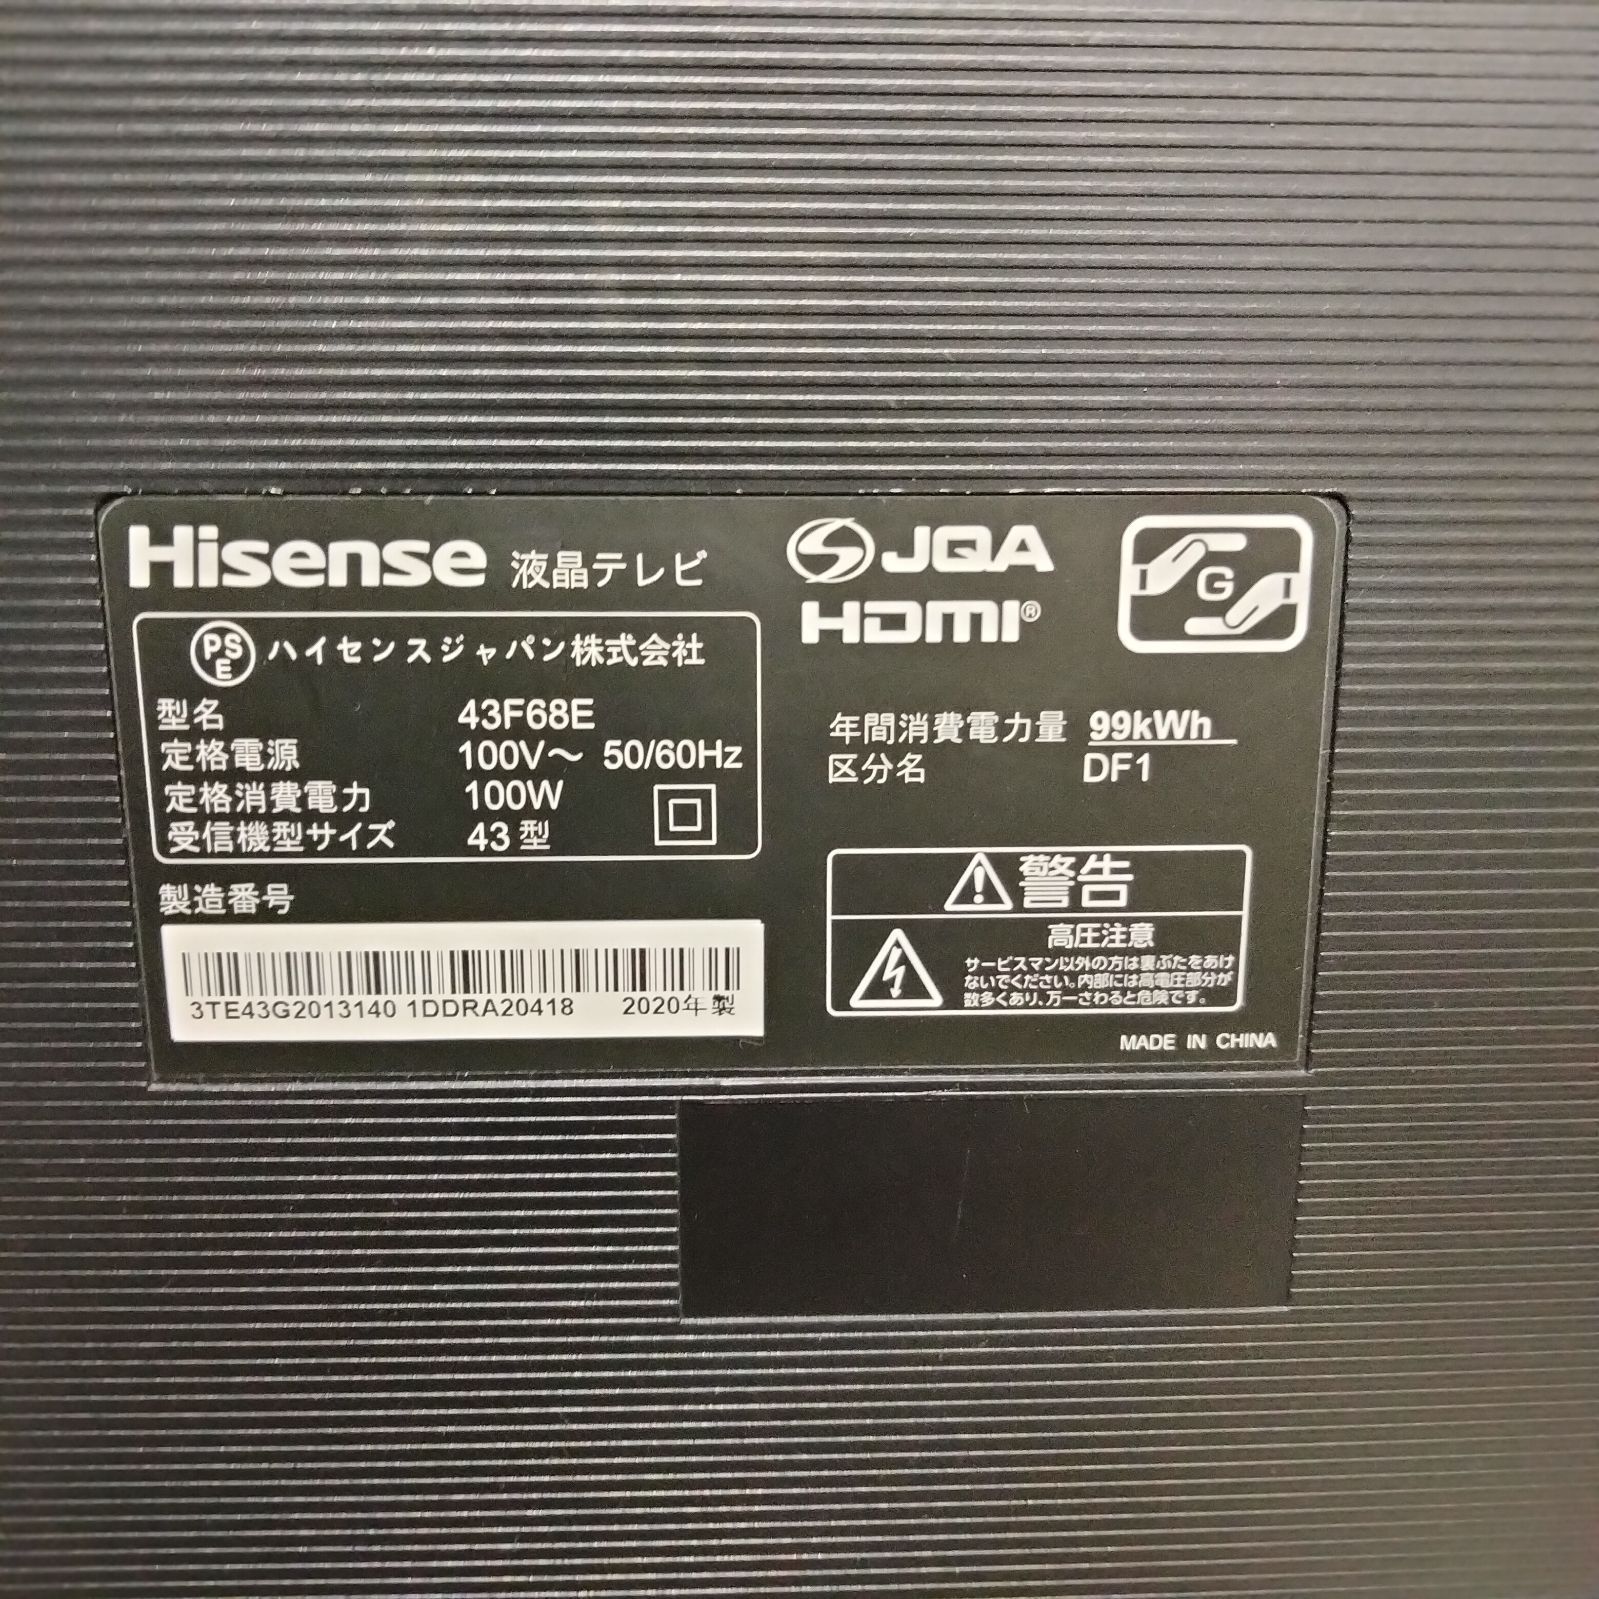 Hisense 液晶テレビ
PSE ハイセンスジャパン株式会社
型名 43F68E
定格電源 100V～ 50/60Hz
定格消費電力 100W
受信機型サイズ 43型
製造番号
3TE43G2013140 1DDRA20418 2020年製
JQA
HDMI®
G
年間消費電力量 99kWh
区分名 DF1
警告
高圧注意
サービスマン以外の方は裏ぶたをあけ
ないでください。内部には高電圧部分が
数多くあり、万一さわると危険です。
MADE IN CHINA